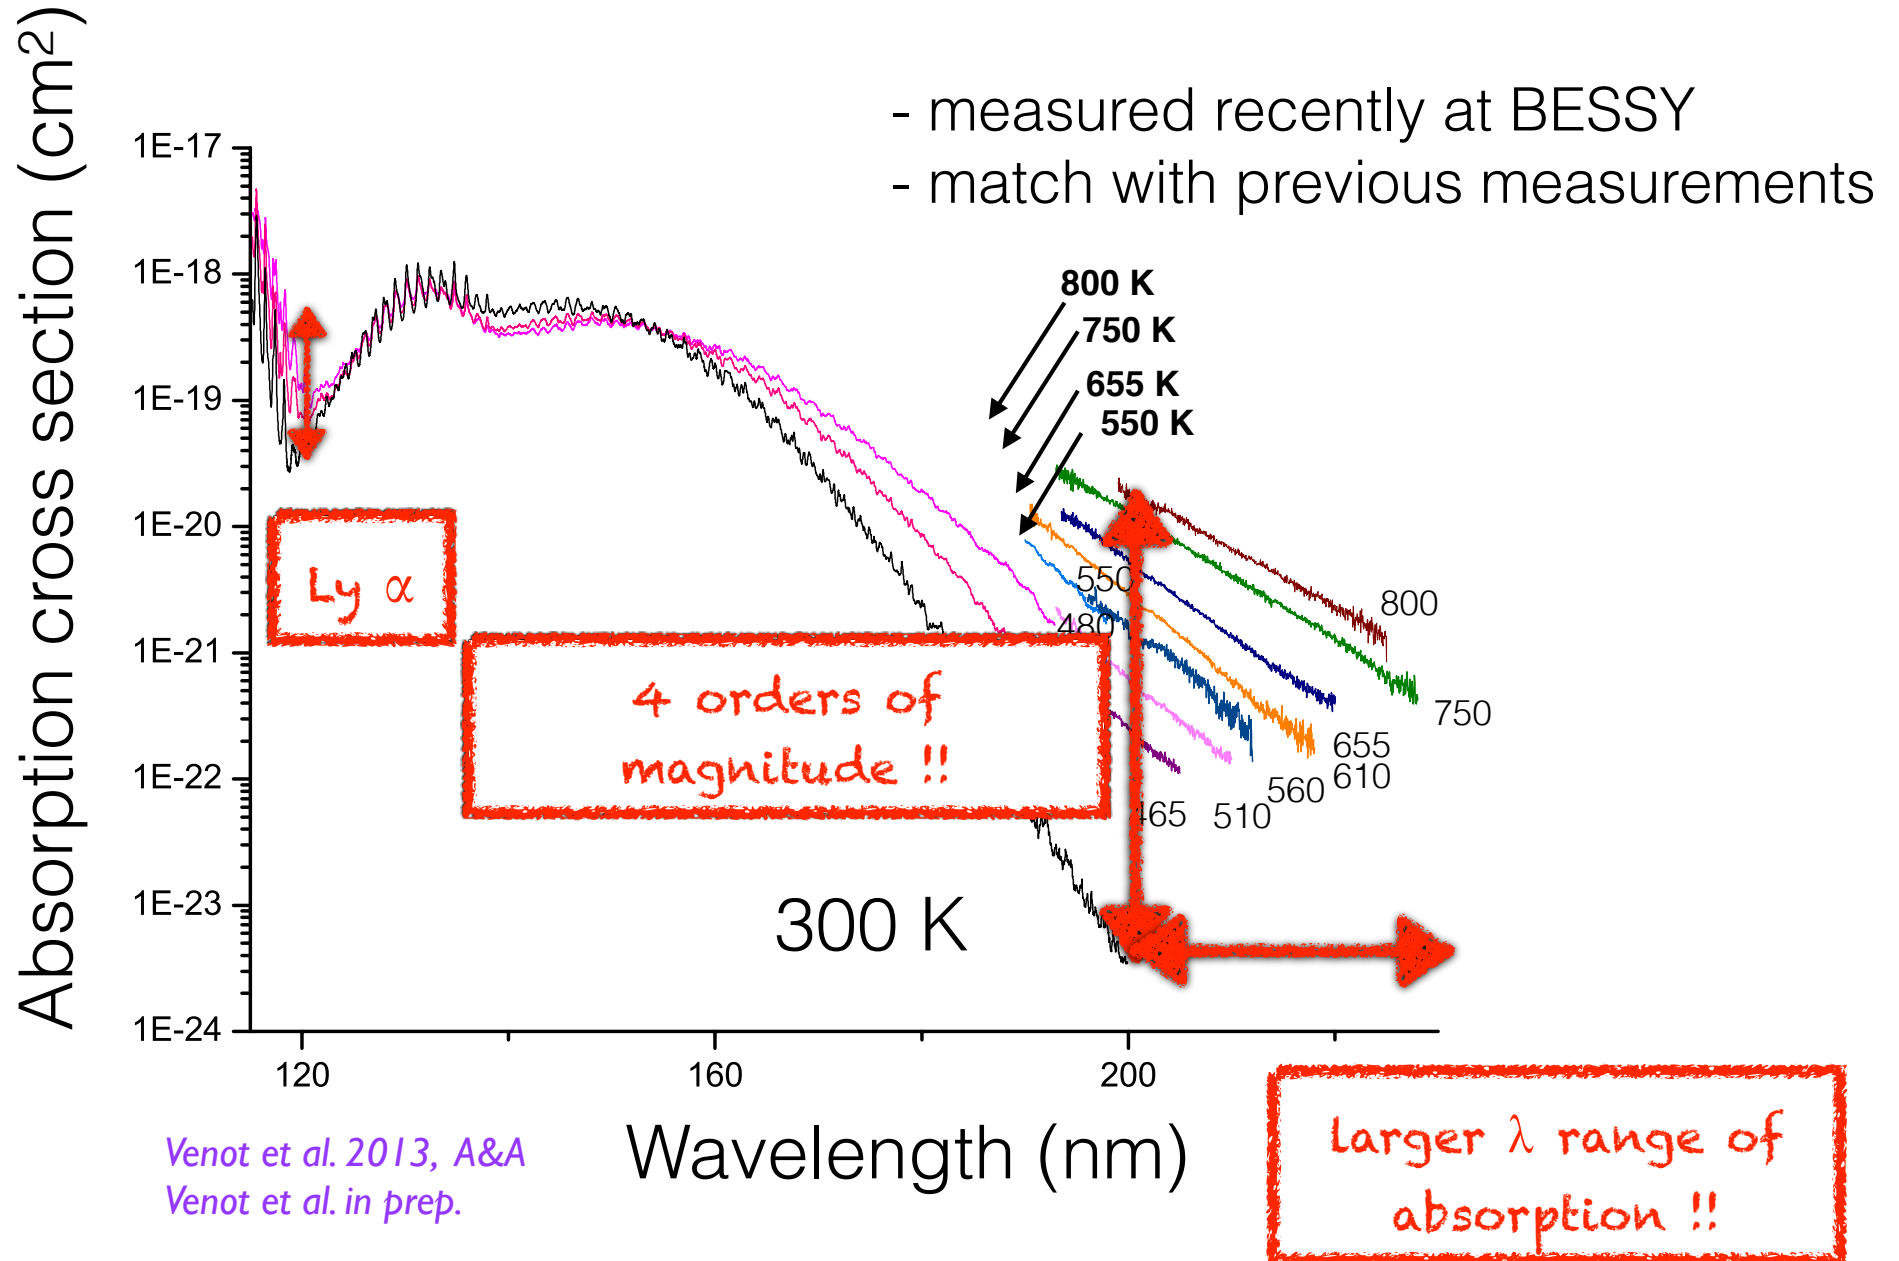 Absorption cross section (cm²)
- measured recently at BESSY
- match with previous measurements
1E-17
1E-18
1E-19
1E-20
1E-21
1E-22
1E-23
1E-24
800 K
750 K
655 K
550 K
Ly α
550
480
800
750
655
610
560
510
465
4 orders of
magnitude !!
300 K
120
160
200
Wavelength (nm)
Venot et al. 2013, A&A
Venot et al. in prep.
Larger λ range of
absorption !!